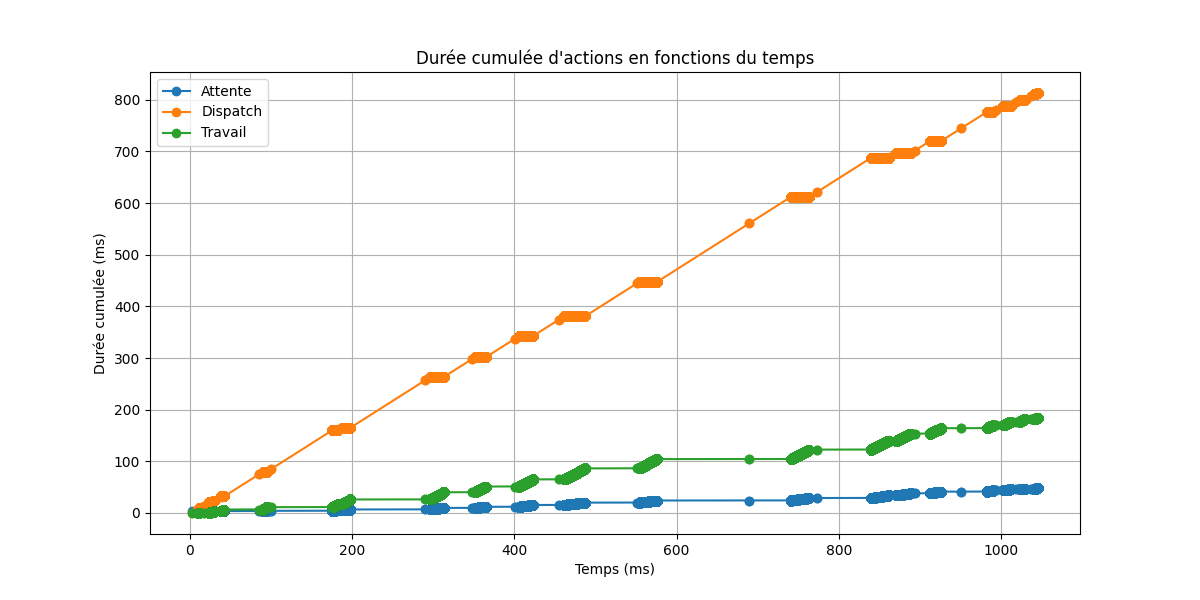 Durée cumulée d'actions en fonctions du temps
Attente
Dispatch
Travail
Durée cumulée (ms)
800
700
600
500
400
300
200
100
0
0 200 400 600 800 1000
Temps (ms)